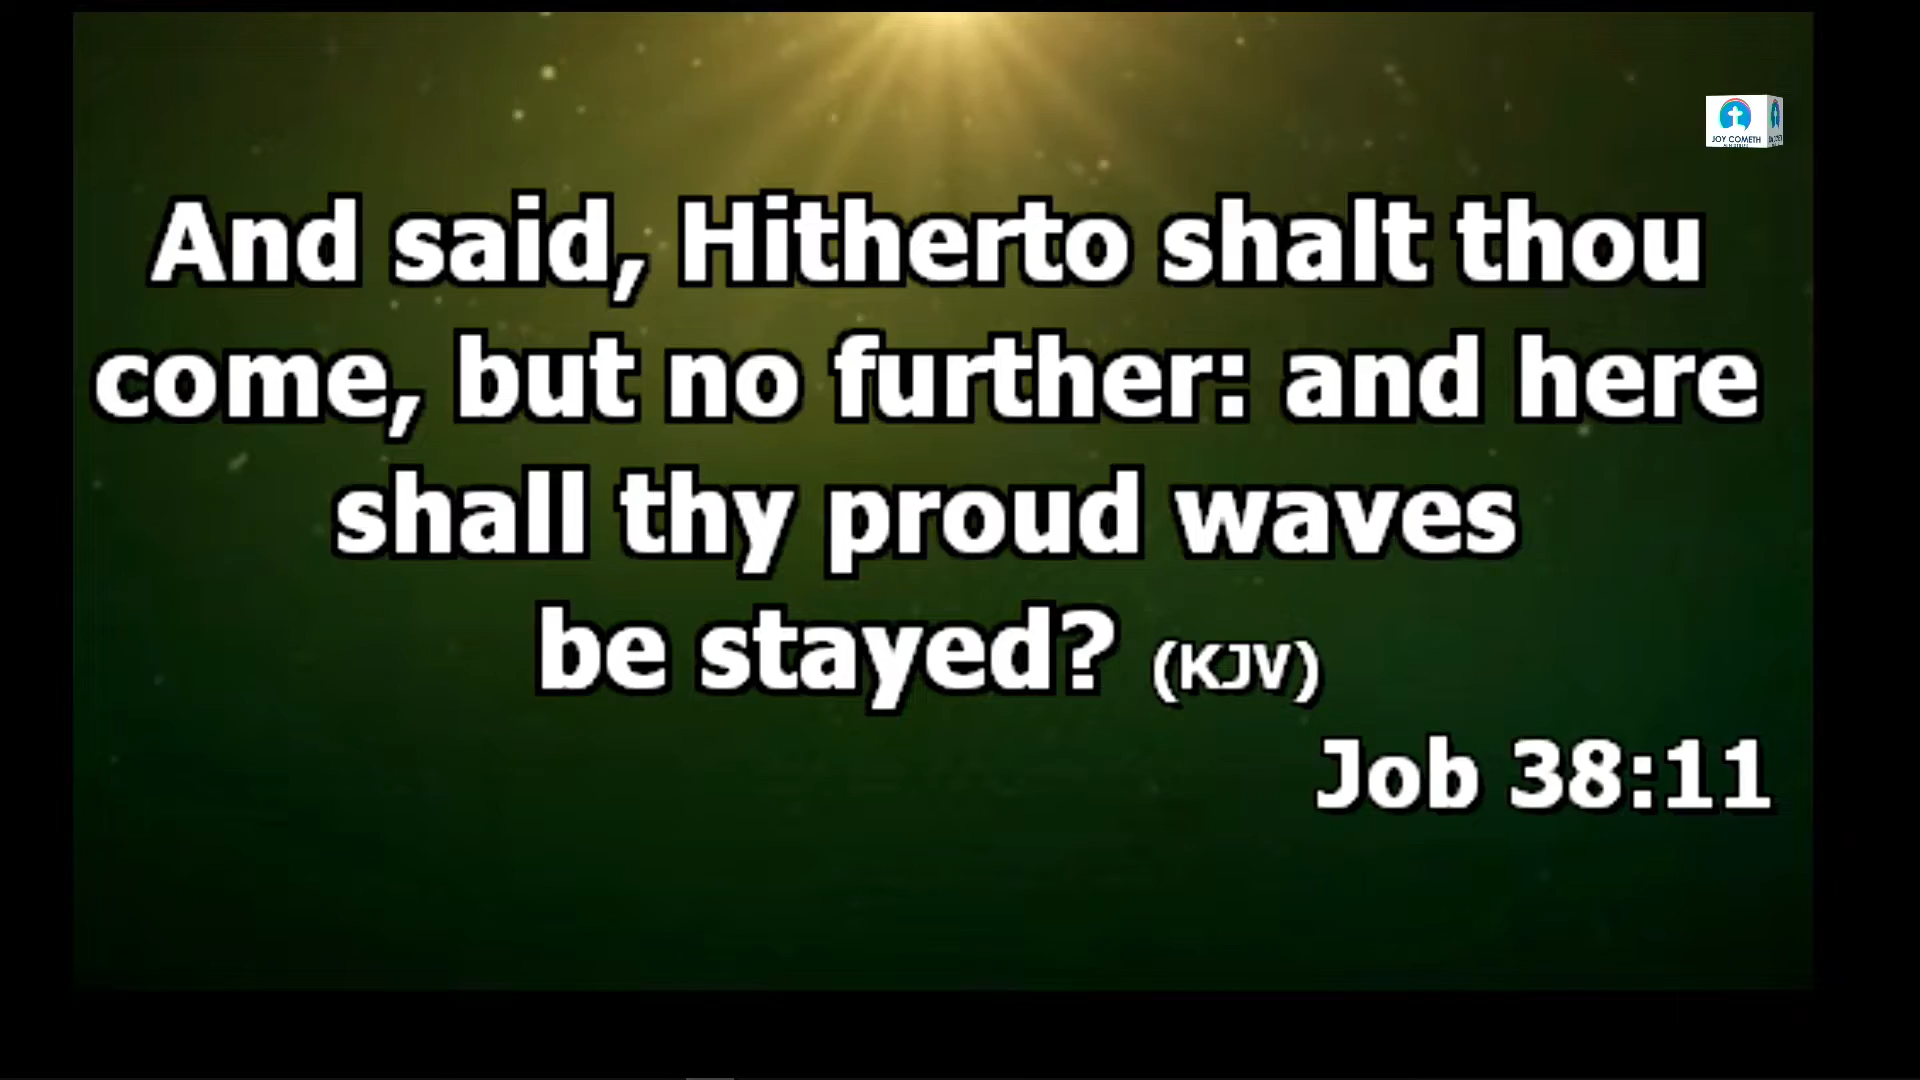 JOY COMETH
And said, Hitherto shalt thou
come, but no further: and here
shall thy proud waves
be stayed? (KJV)
Job 38:11